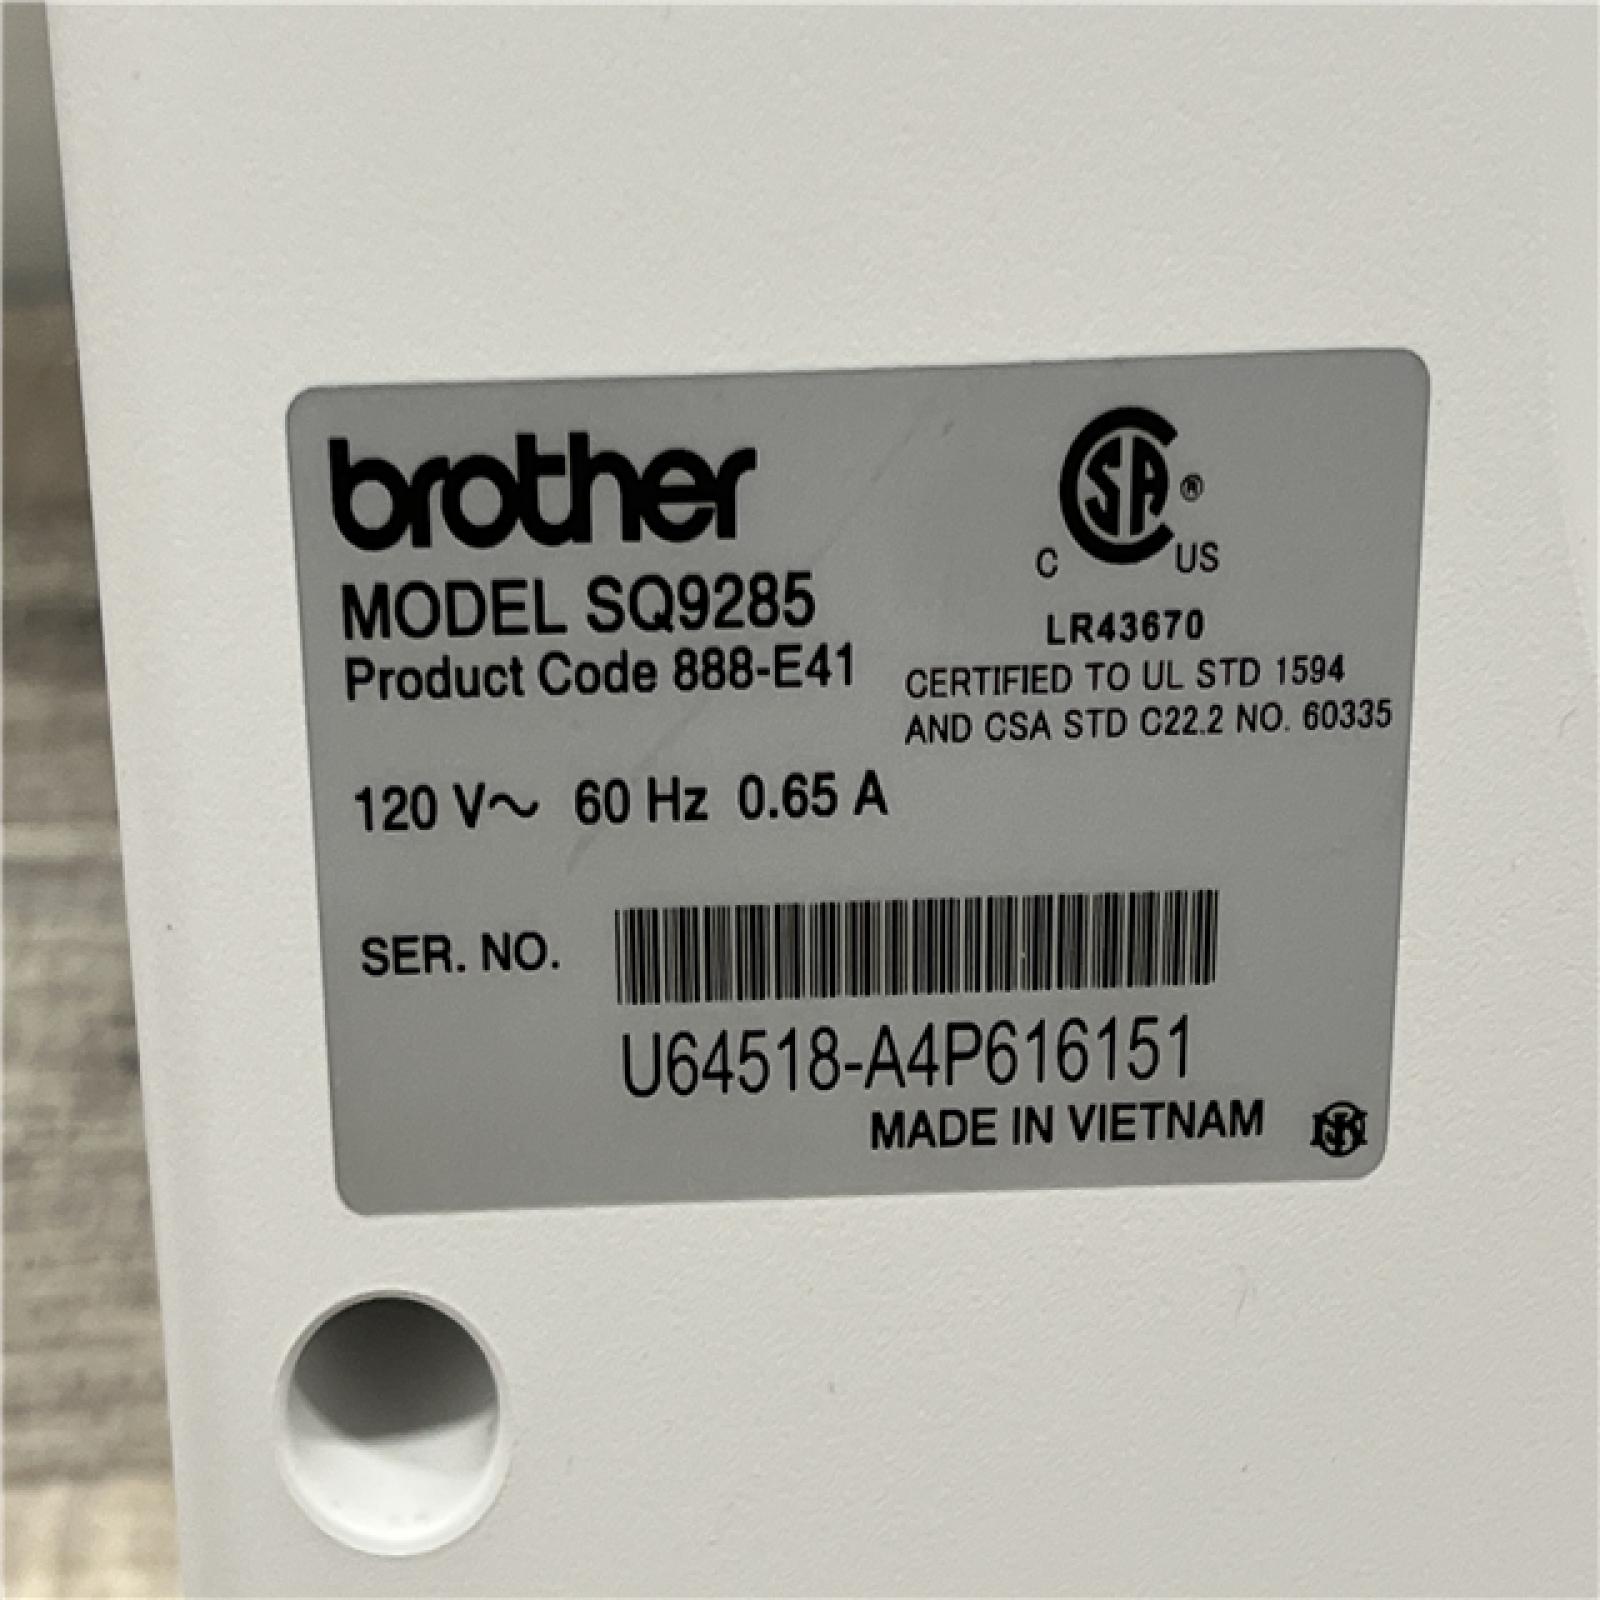 brother
MODEL SQ9285
Product Code 888-E41
120 V~ 60 Hz 0.65 A
CSA®
C US
LR43670
CERTIFIED TO UL STD 1594
AND CSA STD C22.2 NO. 60335
SER. NO.
U64518-A4P616151
MADE IN VIETNAM